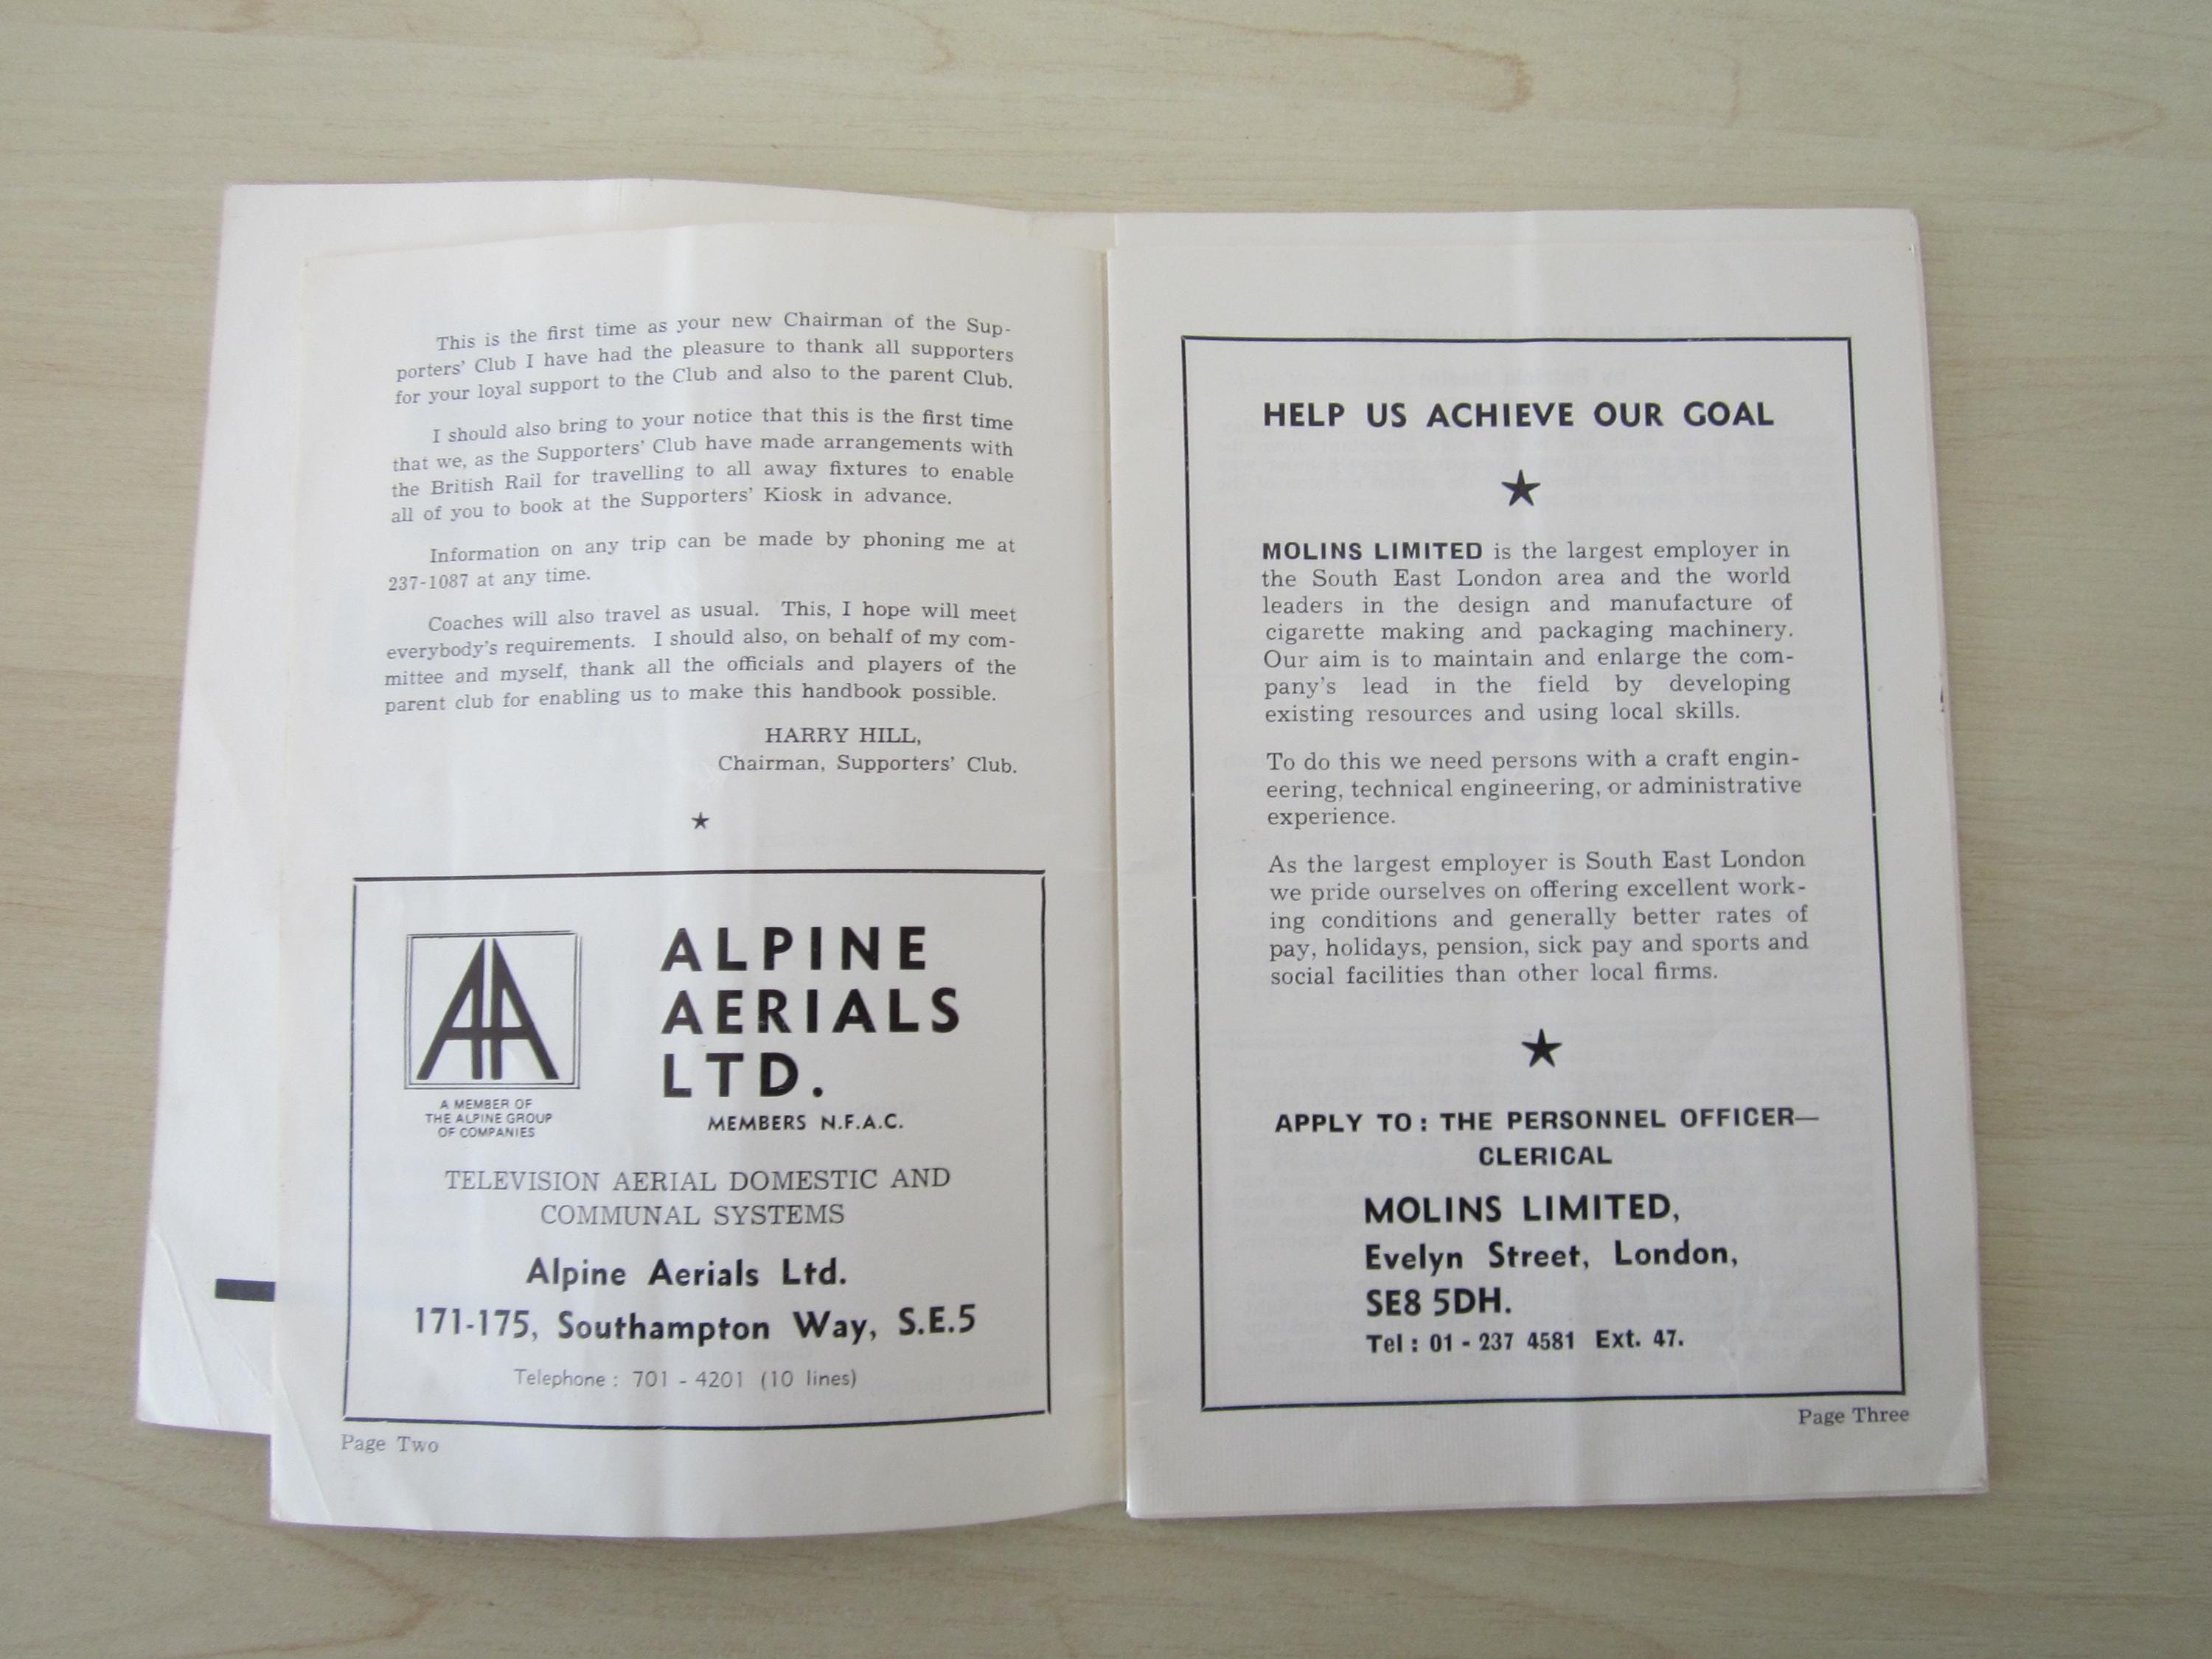 This is the first time as your new Chairman of the Sup-
porters' Club I have had the pleasure to thank all supporters
for your loyal support to the Club and also to the parent Club.
I should also bring to your notice that this is the first time
that we, as the Supporters' Club have made arrangements with
the British Rail for travelling to all away fixtures to enable
all of you to book at the Supporters' Kiosk in advance.
Information on any trip can be made by phoning me at
237-1087 at any time.
Coaches will also travel as usual. This, I hope will meet
everybody's requirements. I should also, on behalf of my com-
mittee and myself, thank all the officials and players of the
parent club for enabling us to make this handbook possible.
HARRY HILL,
Chairman, Supporters' Club.
AA
A MEMBER OF
THE ALPINE GROUP
OF COMPANIES
ALPINE
AERIALS
LTD.
MEMBERS N.F.A.C.
TELEVISION AERIAL DOMESTIC AND
COMMUNAL SYSTEMS
Alpine Aerials Ltd.
171-175, Southampton Way, S.E.5
Telephone : 701 - 4201 (10 lines)
Page Two
HELP US ACHIEVE OUR GOAL
MOLINS LIMITED is the largest employer in
the South East London area and the world
leaders in the design and manufacture of
cigarette making and packaging machinery.
Our aim is to maintain and enlarge the com-
pany's lead in the field by developing
existing resources and using local skills.
To do this we need persons with a craft engin-
eering, technical engineering, or administrative
experience.
As the largest employer is South East London
we pride ourselves on offering excellent work-
ing conditions and generally better rates of
pay, holidays, pension, sick pay and sports and
social facilities than other local firms.
APPLY TO : THE PERSONNEL OFFICER—
CLERICAL
MOLINS LIMITED,
Evelyn Street, London,
SE8 5DH.
Tel : 01 - 237 4581 Ext. 47.
Page Three